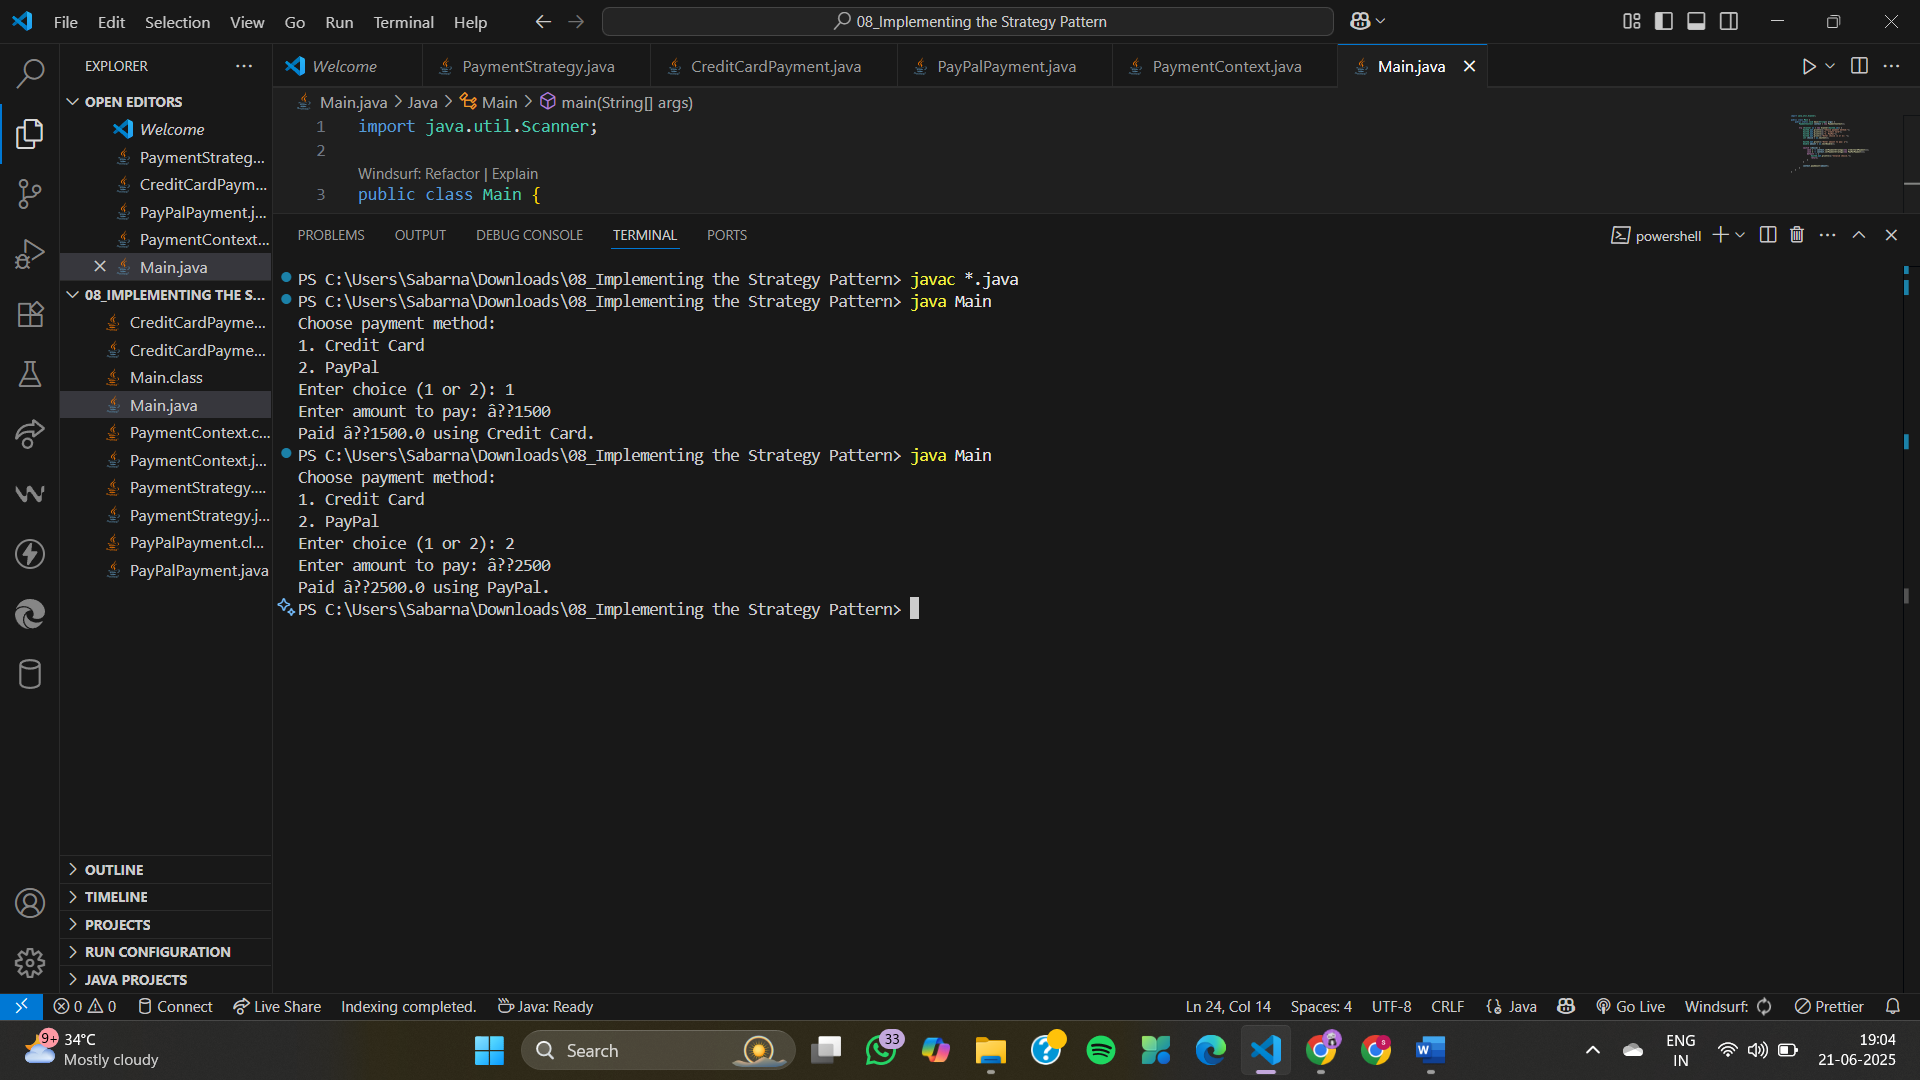 File Edit Selection View Go Run Terminal Help
08_Implementing the Strategy Pattern
EXPLORER
OPEN EDITORS
Welcome
PaymentStrateg...
CreditCardPaym...
PayPalPayment.j...
PaymentContext...
Main.java
08_IMPLEMENTING THE S...
CreditCardPayme...
CreditCardPayme...
Main.class
Main.java
PaymentContext.c...
PaymentContext.j...
PaymentStrategy....
PaymentStrategy.j...
PayPalPayment.cl...
PayPalPayment.java
OUTLINE
TIMELINE
PROJECTS
RUN CONFIGURATION
JAVA PROJECTS
Welcome PaymentStrategy.java CreditCardPayment.java PayPalPayment.java PaymentContext.java Main.java
Main.java > Java > Main > main(String[] args)
1 import java.util.Scanner;
2
Windsurf: Refactor | Explain
3 public class Main {
PROBLEMS OUTPUT DEBUG CONSOLE TERMINAL PORTS
powershell
PS C:\Users\Sabarna\Downloads\08_Implementing the Strategy Pattern> javac *.java
PS C:\Users\Sabarna\Downloads\08_Implementing the Strategy Pattern> java Main
Choose payment method:
1. Credit Card
2. PayPal
Enter choice (1 or 2): 1
Enter amount to pay: â??1500
Paid â??1500.0 using Credit Card.
PS C:\Users\Sabarna\Downloads\08_Implementing the Strategy Pattern> java Main
Choose payment method:
1. Credit Card
2. PayPal
Enter choice (1 or 2): 2
Enter amount to pay: â??2500
Paid â??2500.0 using PayPal.
PS C:\Users\Sabarna\Downloads\08_Implementing the Strategy Pattern>
0 0 Connect Live Share Indexing completed. Java: Ready
Ln 24, Col 14 Spaces: 4 UTF-8 CRLF {} Java Go Live Windsurf: Prettier
9+
34°C
Mostly cloudy
Search
33
ENG
IN
19:04
21-06-2025